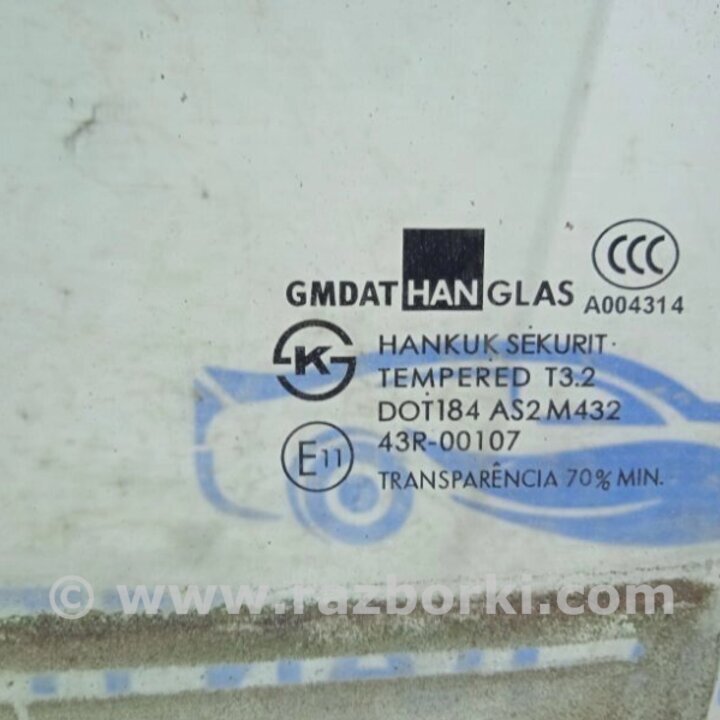 CCC
GMDAT HAN GLAS A004314
K HANKUK SEKURIT
TEMPERED T3.2
DOT184 AS2 M432
E11 43R-00107
TRANSPARÊNCIA 70% MIN.
© www.razborki.com